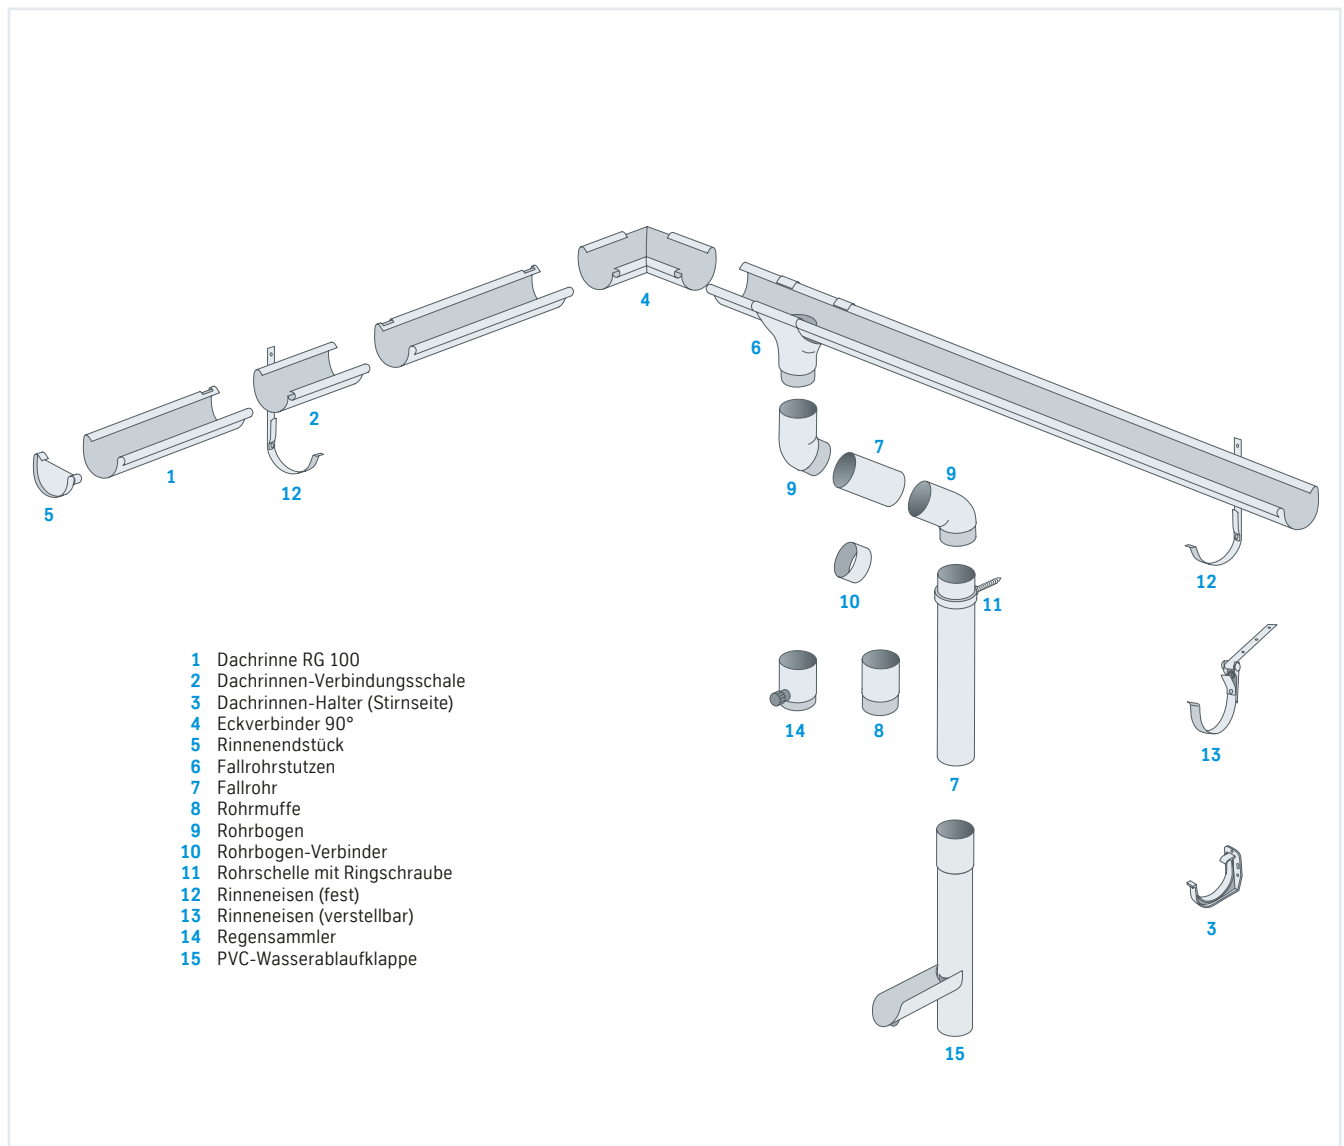 4
6
2
7
1
9
9
12
5
12
10
11
1 Dachrinne RG 100
2 Dachrinnen-Verbindungsschale
3 Dachrinnen-Halter (Stirnseite)
4 Eckverbinder 90°
5 Rinnenendstück
6 Fallrohrstutzen
7 Fallrohr
8 Rohrmuffe
9 Rohrbogen
10 Rohrbogen-Verbinder
11 Rohrschelle mit Ringschraube
12 Rinneneisen (fest)
13 Rinneneisen (verstellbar)
14 Regensammler
15 PVC-Wasserablaufklappe
14
8
13
7
3
15